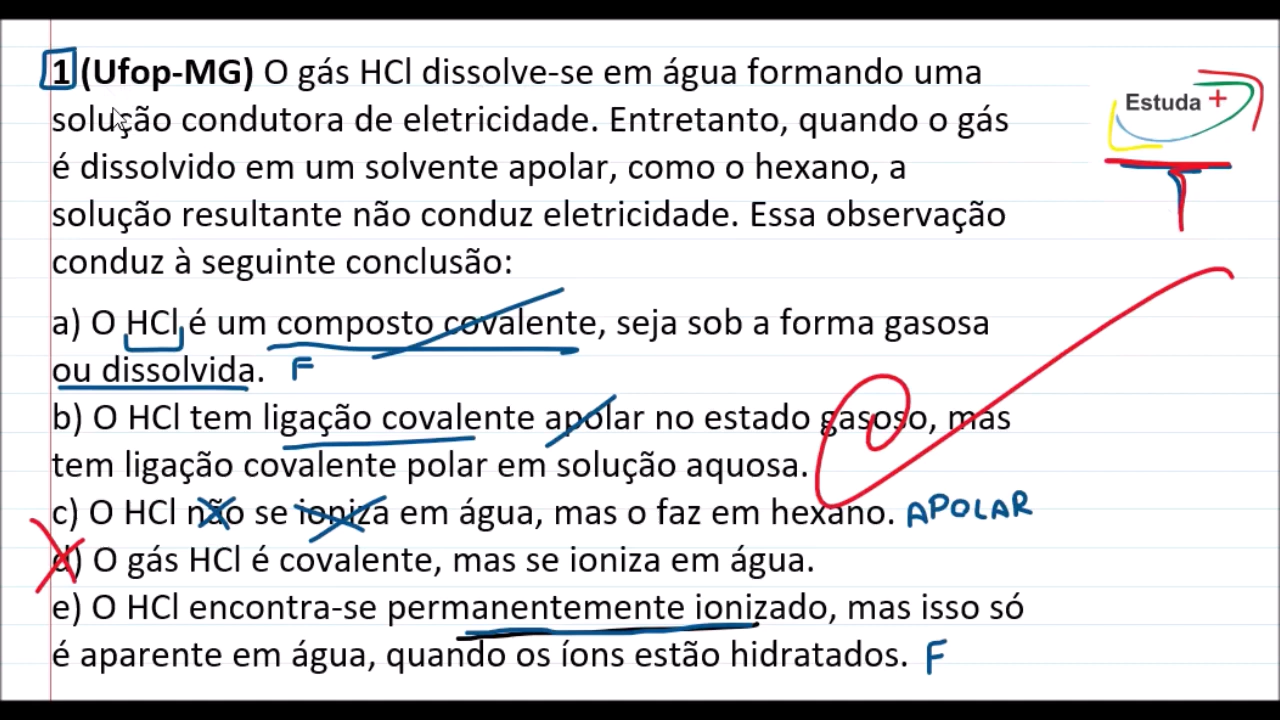 1 (Ufop-MG) O gás HCl dissolve-se em água formando uma
solução condutora de eletricidade. Entretanto, quando o gás
é dissolvido em um solvente apolar, como o hexano, a
solução resultante não conduz eletricidade. Essa observação
conduz à seguinte conclusão:
Estuda +
T
a) O HCl é um composto covalente, seja sob a forma gasosa
ou dissolvida. F
b) O HCl tem ligação covalente apolar no estado gasoso, mas
tem ligação covalente polar em solução aquosa.
c) O HCl não se ioniza em água, mas o faz em hexano. APOLAR
d) O gás HCl é covalente, mas se ioniza em água.
e) O HCl encontra-se permanentemente ionizado, mas isso só
é aparente em água, quando os íons estão hidratados. F